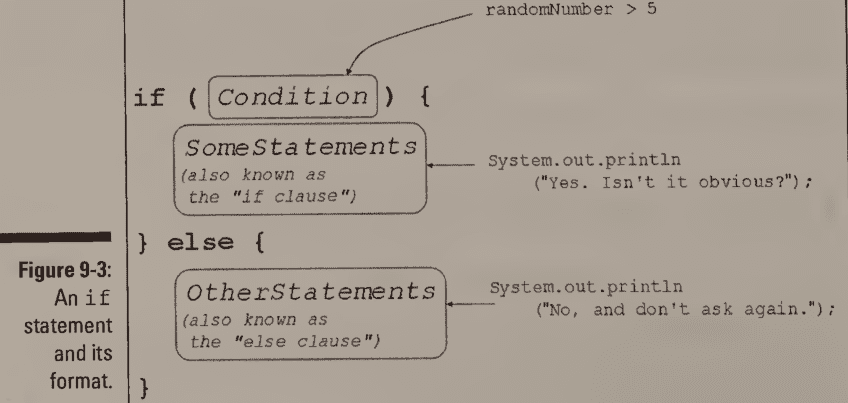 randomNumber > 5
if ( Condition ) {
SomeStatements
(also known as
the "if clause")
System.out.println
("Yes. Isn't it obvious?");
} else {
OtherStatements
(also known as
the "else clause")
System.out.println
("No, and don't ask again.");
}
Figure 9-3:
An if
statement
and its
format.